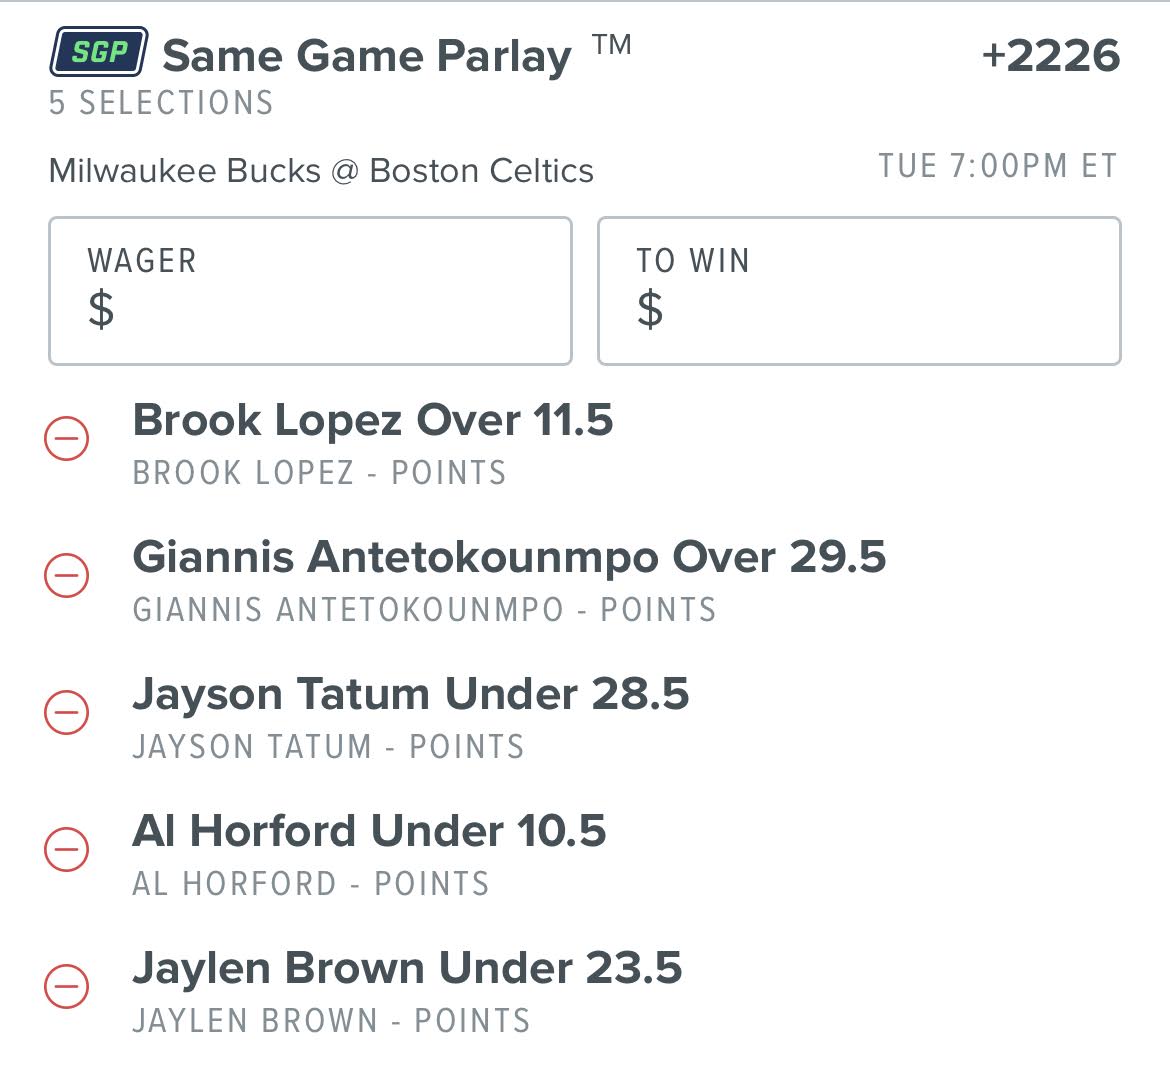 SGP Same Game Parlay ™ +2226
5 SELECTIONS
Milwaukee Bucks @ Boston Celtics TUE 7:00PM ET
WAGER TO WIN
$ $
Brook Lopez Over 11.5
BROOK LOPEZ - POINTS
Giannis Antetokounmpo Over 29.5
GIANNIS ANTETOKOUNMPO - POINTS
Jayson Tatum Under 28.5
JAYSON TATUM - POINTS
Al Horford Under 10.5
AL HORFORD - POINTS
Jaylen Brown Under 23.5
JAYLEN BROWN - POINTS